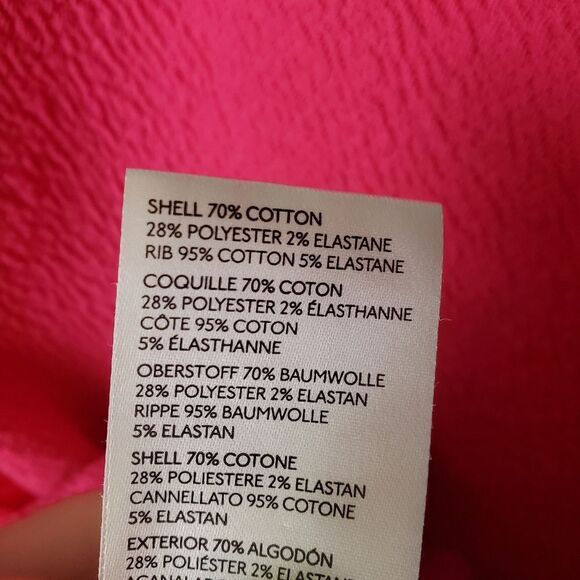 SHELL 70% COTTON
28% POLYESTER 2% ELASTANE
RIB 95% COTTON 5% ELASTANE
COQUILLE 70% COTON
28% POLYESTER 2% ÉLASTHANNE
CÔTE 95% COTON
5% ÉLASTHANNE
OBERSTOFF 70% BAUMWOLLE
28% POLYESTER 2% ELASTAN
RIPPE 95% BAUMWOLLE
5% ELASTAN
SHELL 70% COTONE
28% POLIESTERE 2% ELASTAN
CANNELLATO 95% COTONE
5% ELASTAN
EXTERIOR 70% ALGODÓN
28% POLIÉSTER 2% ELASTAN